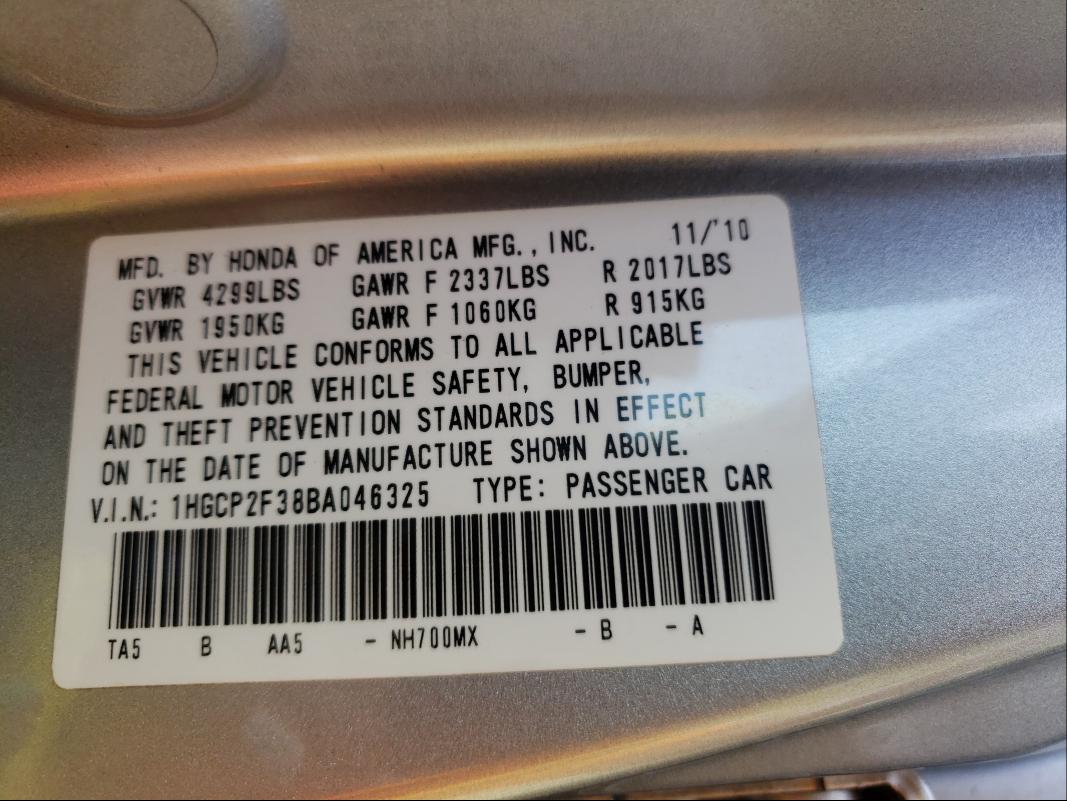 MFD. BY HONDA OF AMERICA MFG., INC. 11/'10
GVWR 4299LBS GAWR F 2337LBS R 2017LBS
GVWR 1950KG GAWR F 1060KG R 915KG
THIS VEHICLE CONFORMS TO ALL APPLICABLE
FEDERAL MOTOR VEHICLE SAFETY, BUMPER,
AND THEFT PREVENTION STANDARDS IN EFFECT
ON THE DATE OF MANUFACTURE SHOWN ABOVE.
V.I.N.: 1HGCP2F38BA046325 TYPE: PASSENGER CAR
TA5 B AA5 - NH700MX - B - A